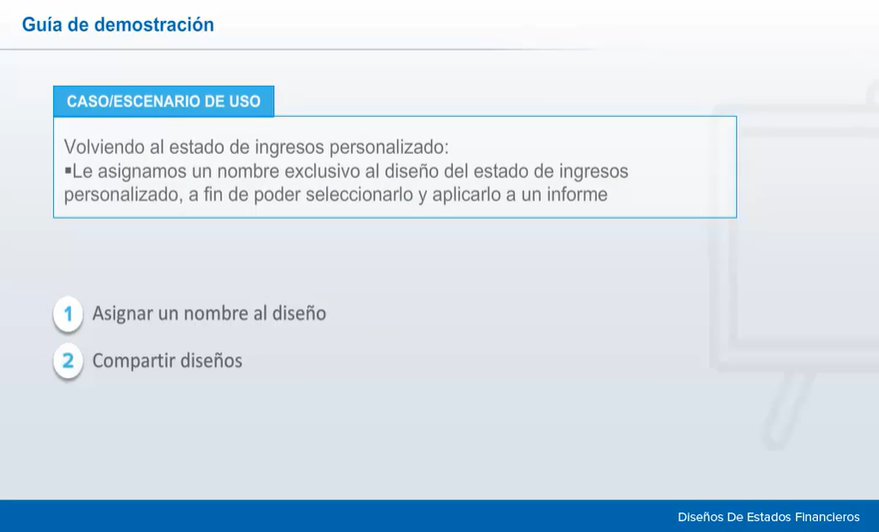 Guía de demostración
CASO/ESCENARIO DE USO
Volviendo al estado de ingresos personalizado:
▪Le asignamos un nombre exclusivo al diseño del estado de ingresos
personalizado, a fin de poder seleccionarlo y aplicarlo a un informe
1 Asignar un nombre al diseño
2 Compartir diseños
Diseños De Estados Financieros